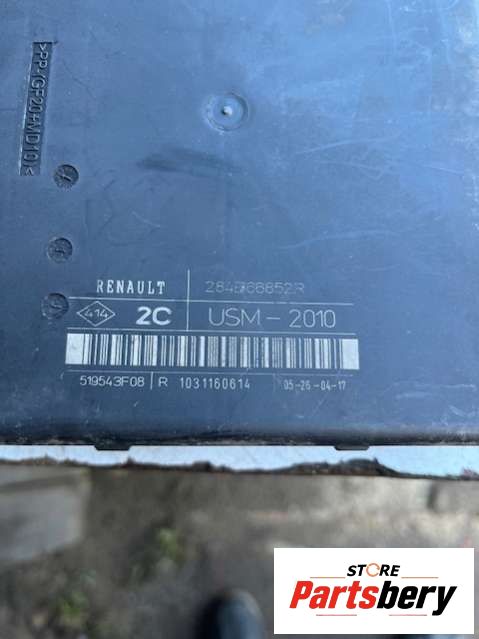 >PP-(GF20+MD10)<
RENAULT 284B66852R
414 2C USM-2010
519543F08 R 1031160614 05-26-04-17
STORE
Partsbery